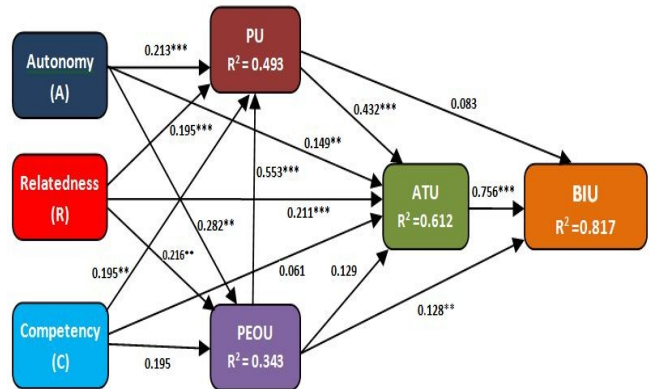 PU
R² = 0.493
0.213***
Autonomy
(A)
0.083
0.432***
0.195***
0.149**
0.553***
Relatedness
(R)
ATU
R² = 0.612
0.756***
BIU
R² = 0.817
0.211***
0.282**
0.216**
0.195**
0.061
0.129
0.128**
Competency
(C)
PEOU
R² = 0.343
0.195